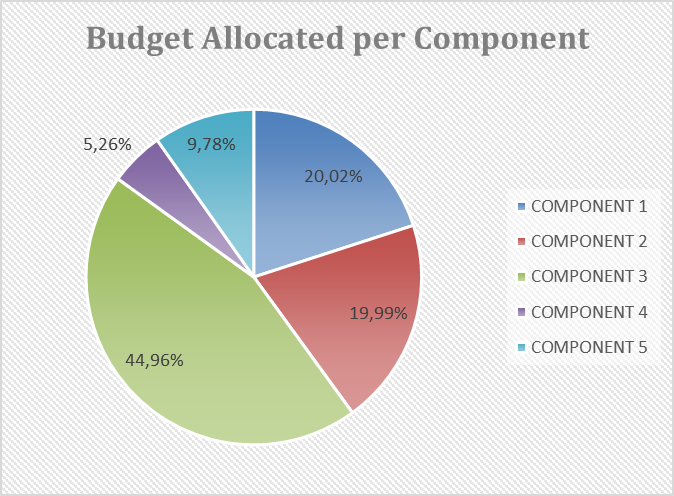 Budget Allocated per Component
5,26%
9,78%
20,02%
19,99%
44,96%
COMPONENT 1
COMPONENT 2
COMPONENT 3
COMPONENT 4
COMPONENT 5